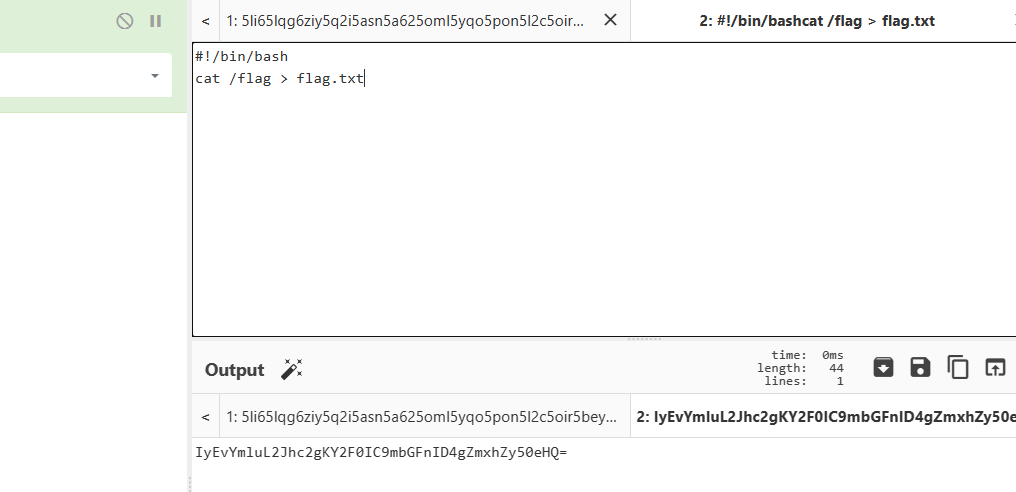 1: 5li65lqg6ziy5q2i5asn5a625oml5yqo5pon5l2c5oir...
2: #!/bin/bashcat /flag > flag.txt
#!/bin/bash
cat /flag > flag.txt
Output
time: 0ms
length: 44
lines: 1
1: 5li65lqg6ziy5q2i5asn5a625oml5yqo5pon5l2c5oir5bey...
2: IyEvYmluL2Jhc2gKY2F0IC9mbGFnID4gZmxhZy50e
IyEvYmluL2Jhc2gKY2F0IC9mbGFnID4gZmxhZy50eHQ=